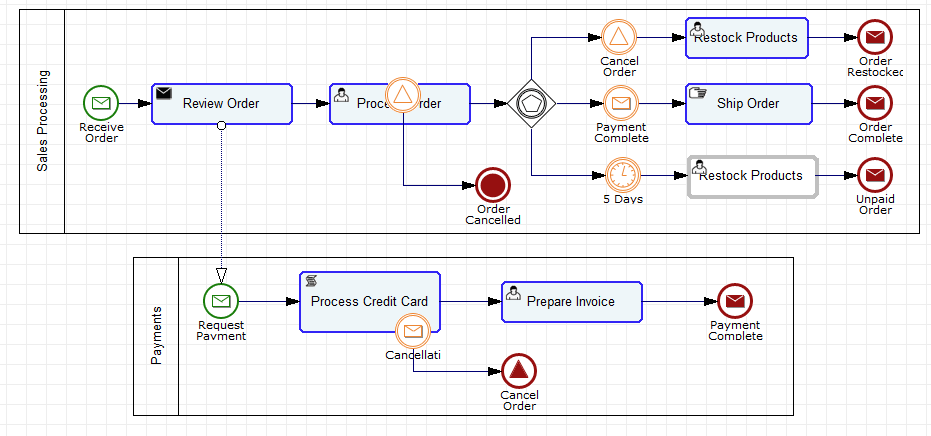 Sales Processing
Receive
Order
Review Order
Proce
rder
Order
Cancelled
Cancel
Order
Restock Products
Order
Restocked
Payment
Complete
Ship Order
Order
Complete
5 Days
Restock Products
Unpaid
Order
Payments
Request
Payment
Process Credit Card
Cancellati
Prepare Invoice
Payment
Complete
Cancel
Order